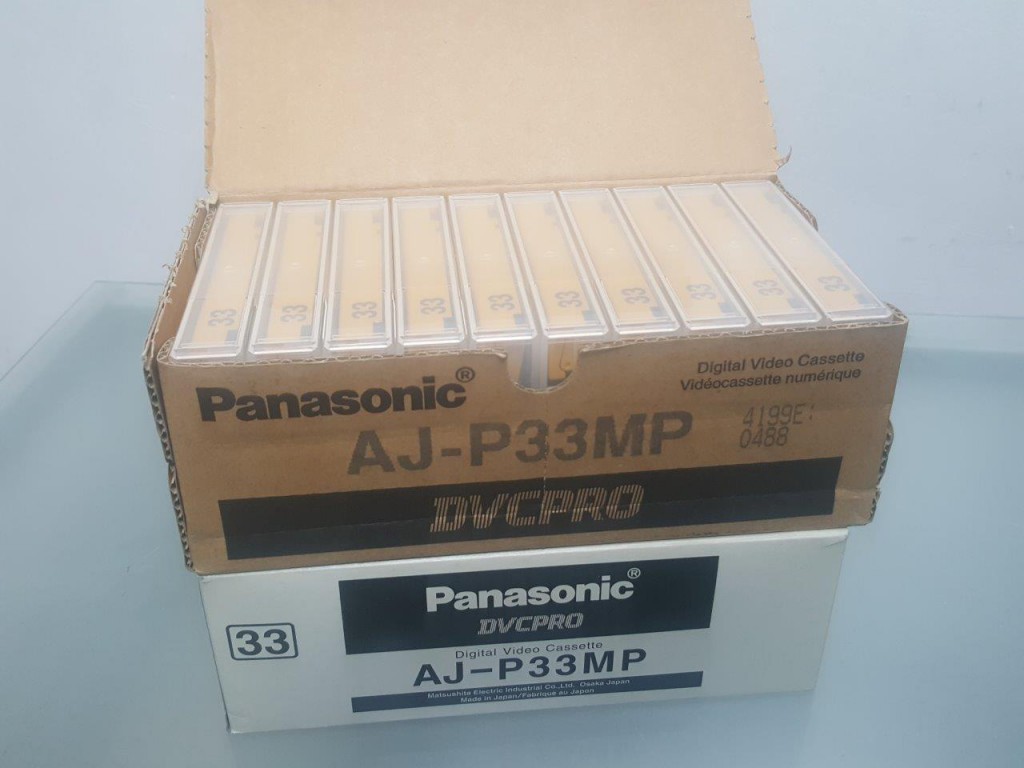 33 33 33 33 33 33 33 33 33 33
Panasonic®
Digital Video Cassette
Vidéocassette numérique
AJ-P33MP
4199E:
0488
DVCPRO
33
Panasonic®
DVCPRO
Digital Video Cassette
AJ-P33MP
Matsushita Electric Industrial Co.,Ltd. Osaka Japan
Made in Japan/Fabriqué au Japon